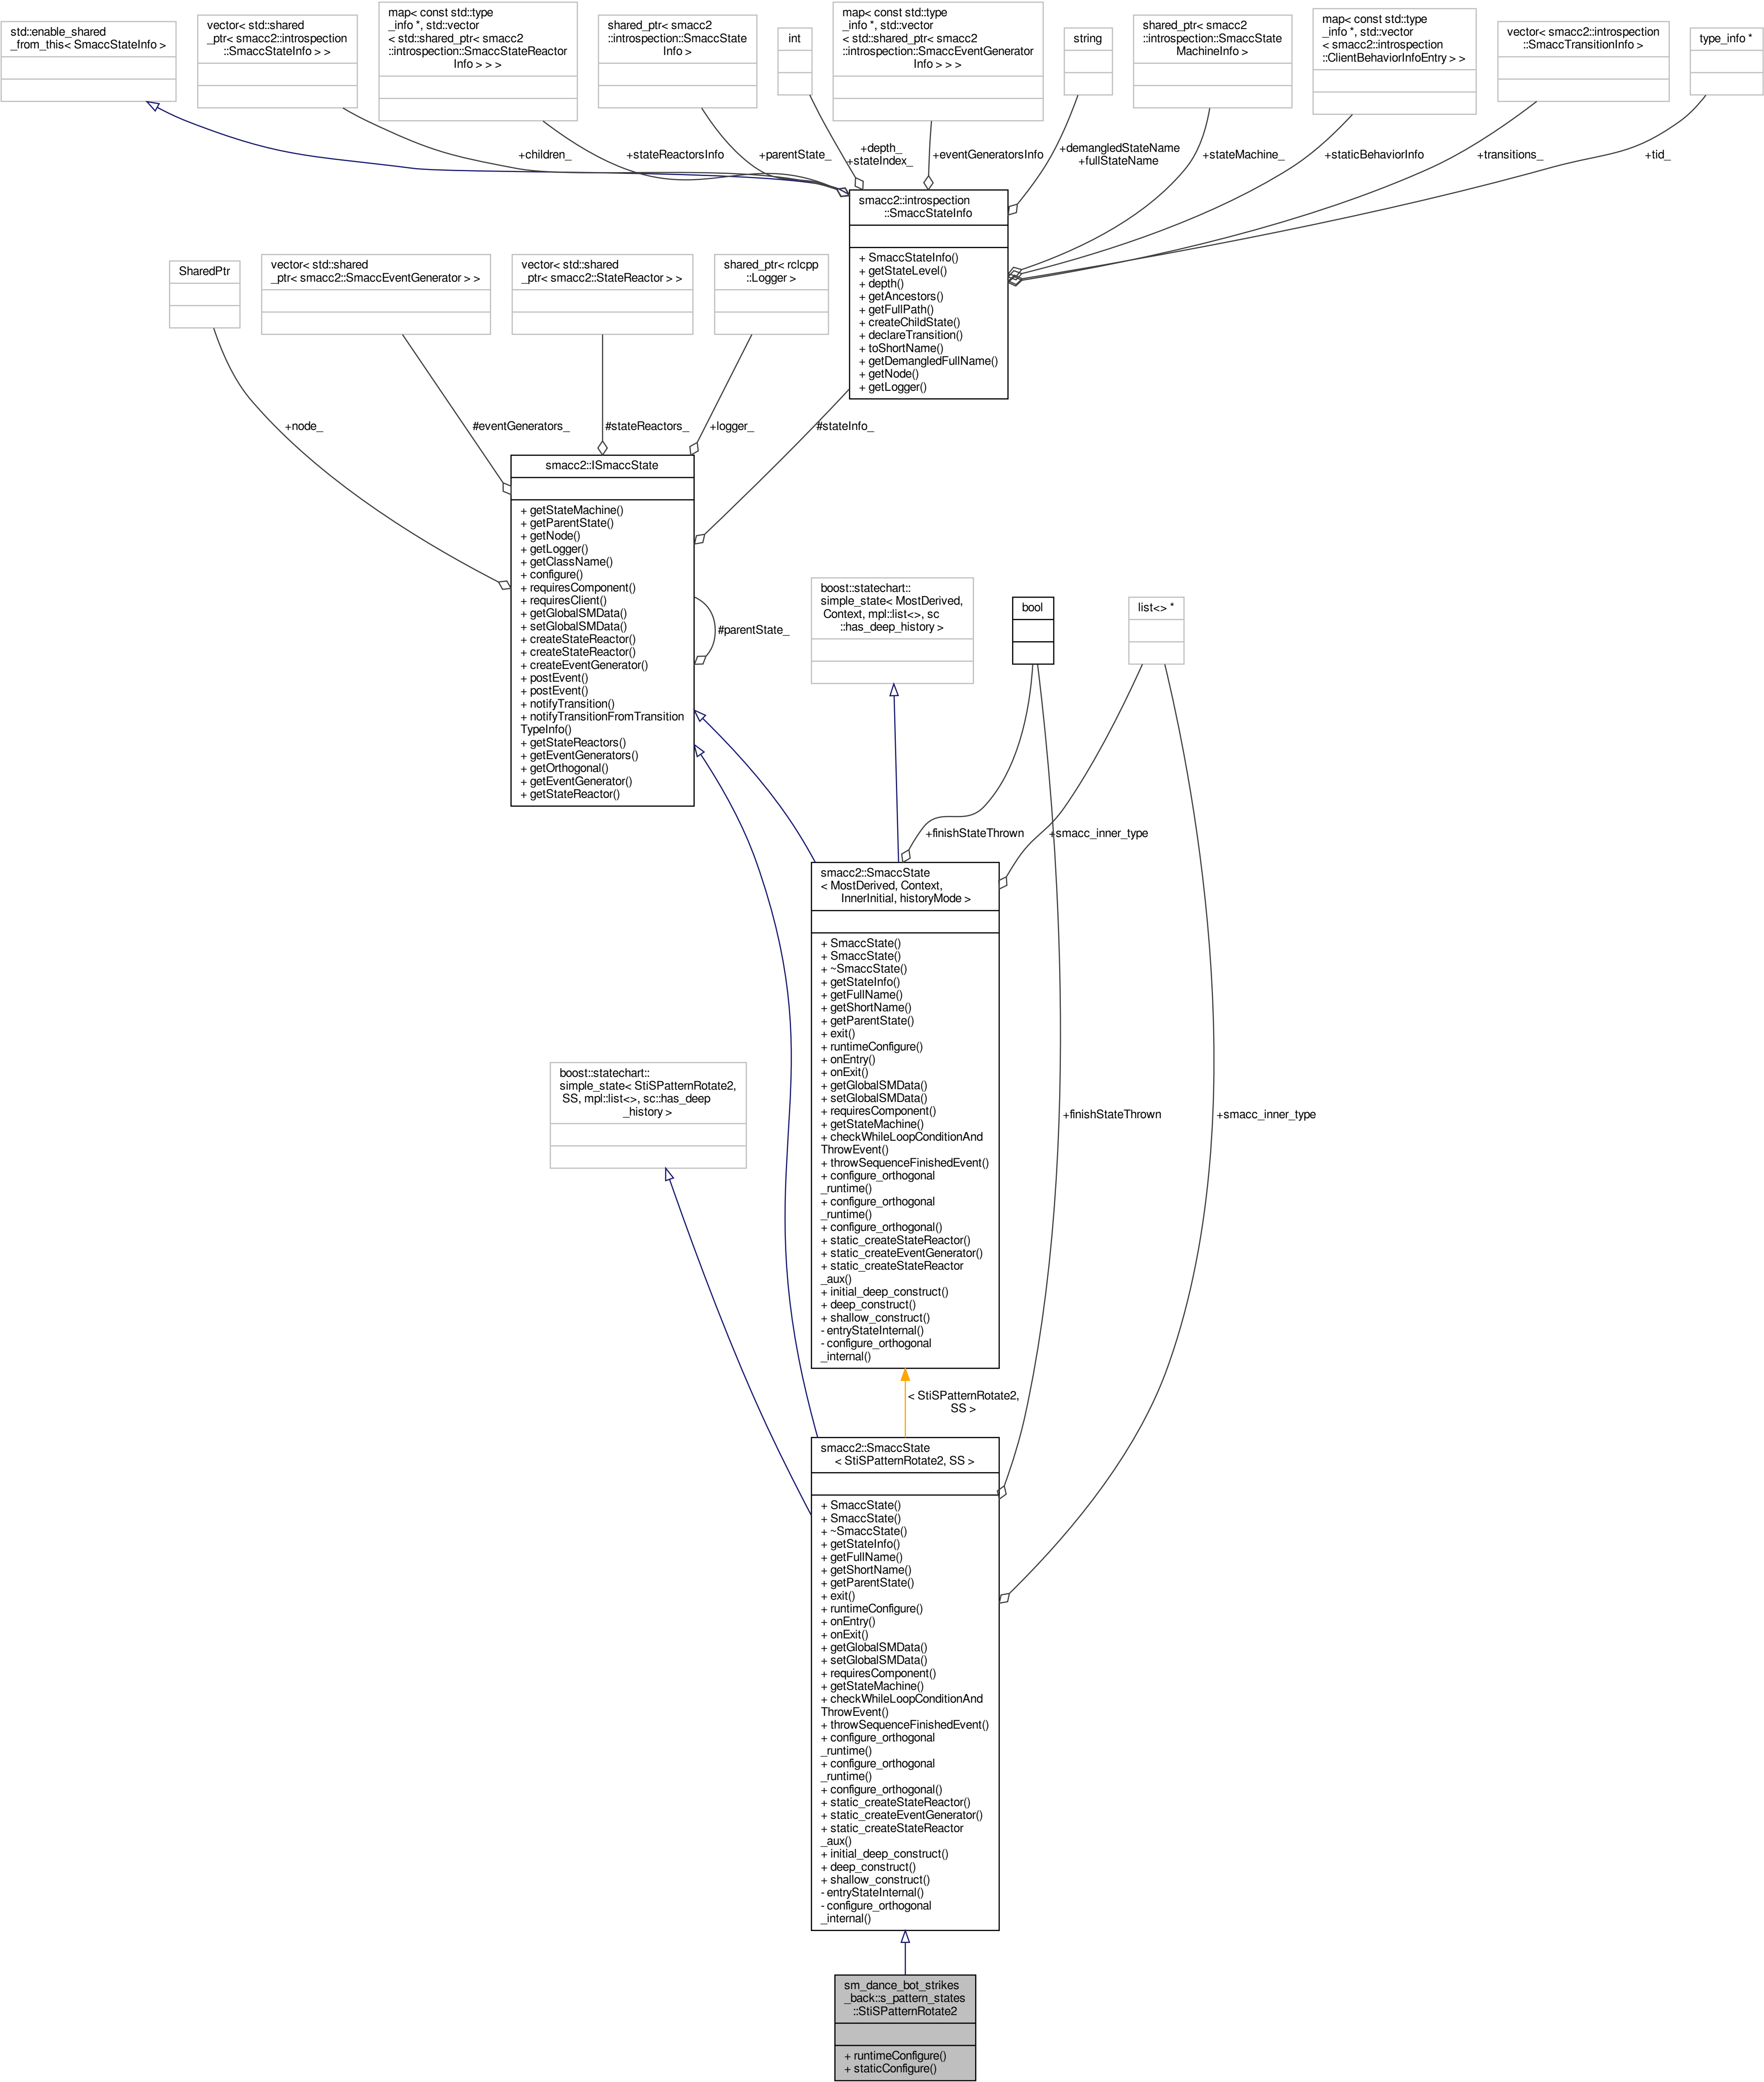 std::enable_shared
_from_this< SmaccStateInfo >
vector< std::shared
_ptr< smacc2::introspection
::SmaccStateInfo > >
map< const std::type
_info *, std::vector
< std::shared_ptr< smacc2
::introspection::SmaccStateReactor
Info > > >
shared_ptr< smacc2
::introspection::SmaccState
Info >
int
map< const std::type
_info *, std::vector
< std::shared_ptr< smacc2
::introspection::SmaccEventGenerator
Info > > >
string
shared_ptr< smacc2
::introspection::SmaccState
MachineInfo >
map< const std::type
_info *, std::vector
< smacc2::introspection
::ClientBehaviorInfoEntry > >
vector< smacc2::introspection
::SmaccTransitionInfo >
type_info *
+children_
+stateReactorsInfo
+parentState_
+depth_
+stateIndex_
+eventGeneratorsInfo
+demangledStateName
+fullStateName
+stateMachine_
+staticBehaviorInfo
+transitions_
+tid_
smacc2::introspection
::SmaccStateInfo
+ SmaccStateInfo()
+ getStateLevel()
+ depth()
+ getAncestors()
+ getFullPath()
+ createChildState()
+ declareTransition()
+ toShortName()
+ getDemangledFullName()
+ getNode()
+ getLogger()
SharedPtr
vector< std::shared
_ptr< smacc2::SmaccEventGenerator > >
vector< std::shared
_ptr< smacc2::StateReactor > >
shared_ptr< rclcpp
::Logger >
+node_
#eventGenerators_
#stateReactors_
+logger_
#stateInfo_
smacc2::ISmaccState
+ getStateMachine()
+ getParentState()
+ getNode()
+ getLogger()
+ getClassName()
+ configure()
+ requiresComponent()
+ requiresClient()
+ getGlobalSMData()
+ setGlobalSMData()
+ createStateReactor()
+ createStateReactor()
+ createEventGenerator()
+ postEvent()
+ postEvent()
+ notifyTransition()
+ notifyTransitionFromTransition
TypeInfo()
+ getStateReactors()
+ getEventGenerators()
+ getOrthogonal()
+ getEventGenerator()
+ getStateReactor()
#parentState_
boost::statechart::
simple_state< MostDerived,
Context, mpl::list<>, sc
::has_deep_history >
bool
list<> *
+finishStateThrown
+smacc_inner_type
smacc2::SmaccState
< MostDerived, Context,
InnerInitial, historyMode >
+ SmaccState()
+ SmaccState()
+ ~SmaccState()
+ getStateInfo()
+ getFullName()
+ getShortName()
+ getParentState()
+ exit()
+ runtimeConfigure()
+ onEntry()
+ onExit()
+ getGlobalSMData()
+ setGlobalSMData()
+ requiresComponent()
+ getStateMachine()
+ checkWhileLoopConditionAnd
ThrowEvent()
+ throwSequenceFinishedEvent()
+ configure_orthogonal
_runtime()
+ configure_orthogonal
_runtime()
+ configure_orthogonal()
+ static_createStateReactor()
+ static_createEventGenerator()
+ static_createStateReactor
_aux()
+ initial_deep_construct()
+ deep_construct()
+ shallow_construct()
- entryStateInternal()
- configure_orthogonal
_internal()
boost::statechart::
simple_state< StiSPatternRotate2,
SS, mpl::list<>, sc::has_deep
_history >
+finishStateThrown
+smacc_inner_type
< StiSPatternRotate2,
SS >
smacc2::SmaccState
< StiSPatternRotate2, SS >
+ SmaccState()
+ SmaccState()
+ ~SmaccState()
+ getStateInfo()
+ getFullName()
+ getShortName()
+ getParentState()
+ exit()
+ runtimeConfigure()
+ onEntry()
+ onExit()
+ getGlobalSMData()
+ setGlobalSMData()
+ requiresComponent()
+ getStateMachine()
+ checkWhileLoopConditionAnd
ThrowEvent()
+ throwSequenceFinishedEvent()
+ configure_orthogonal
_runtime()
+ configure_orthogonal
_runtime()
+ configure_orthogonal()
+ static_createStateReactor()
+ static_createEventGenerator()
+ static_createStateReactor
_aux()
+ initial_deep_construct()
+ deep_construct()
+ shallow_construct()
- entryStateInternal()
- configure_orthogonal
_internal()
sm_dance_bot_strikes
_back::s_pattern_states
::StiSPatternRotate2
+ runtimeConfigure()
+ staticConfigure()